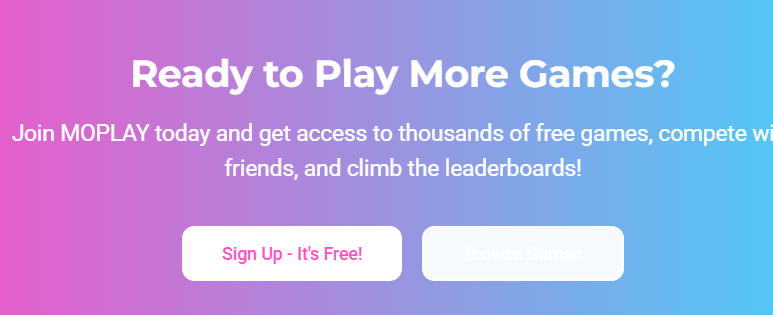 Ready to Play More Games?
Join MOPLAY today and get access to thousands of free games, compete wi
friends, and climb the leaderboards!
Sign Up - It's Free!
Browse Games